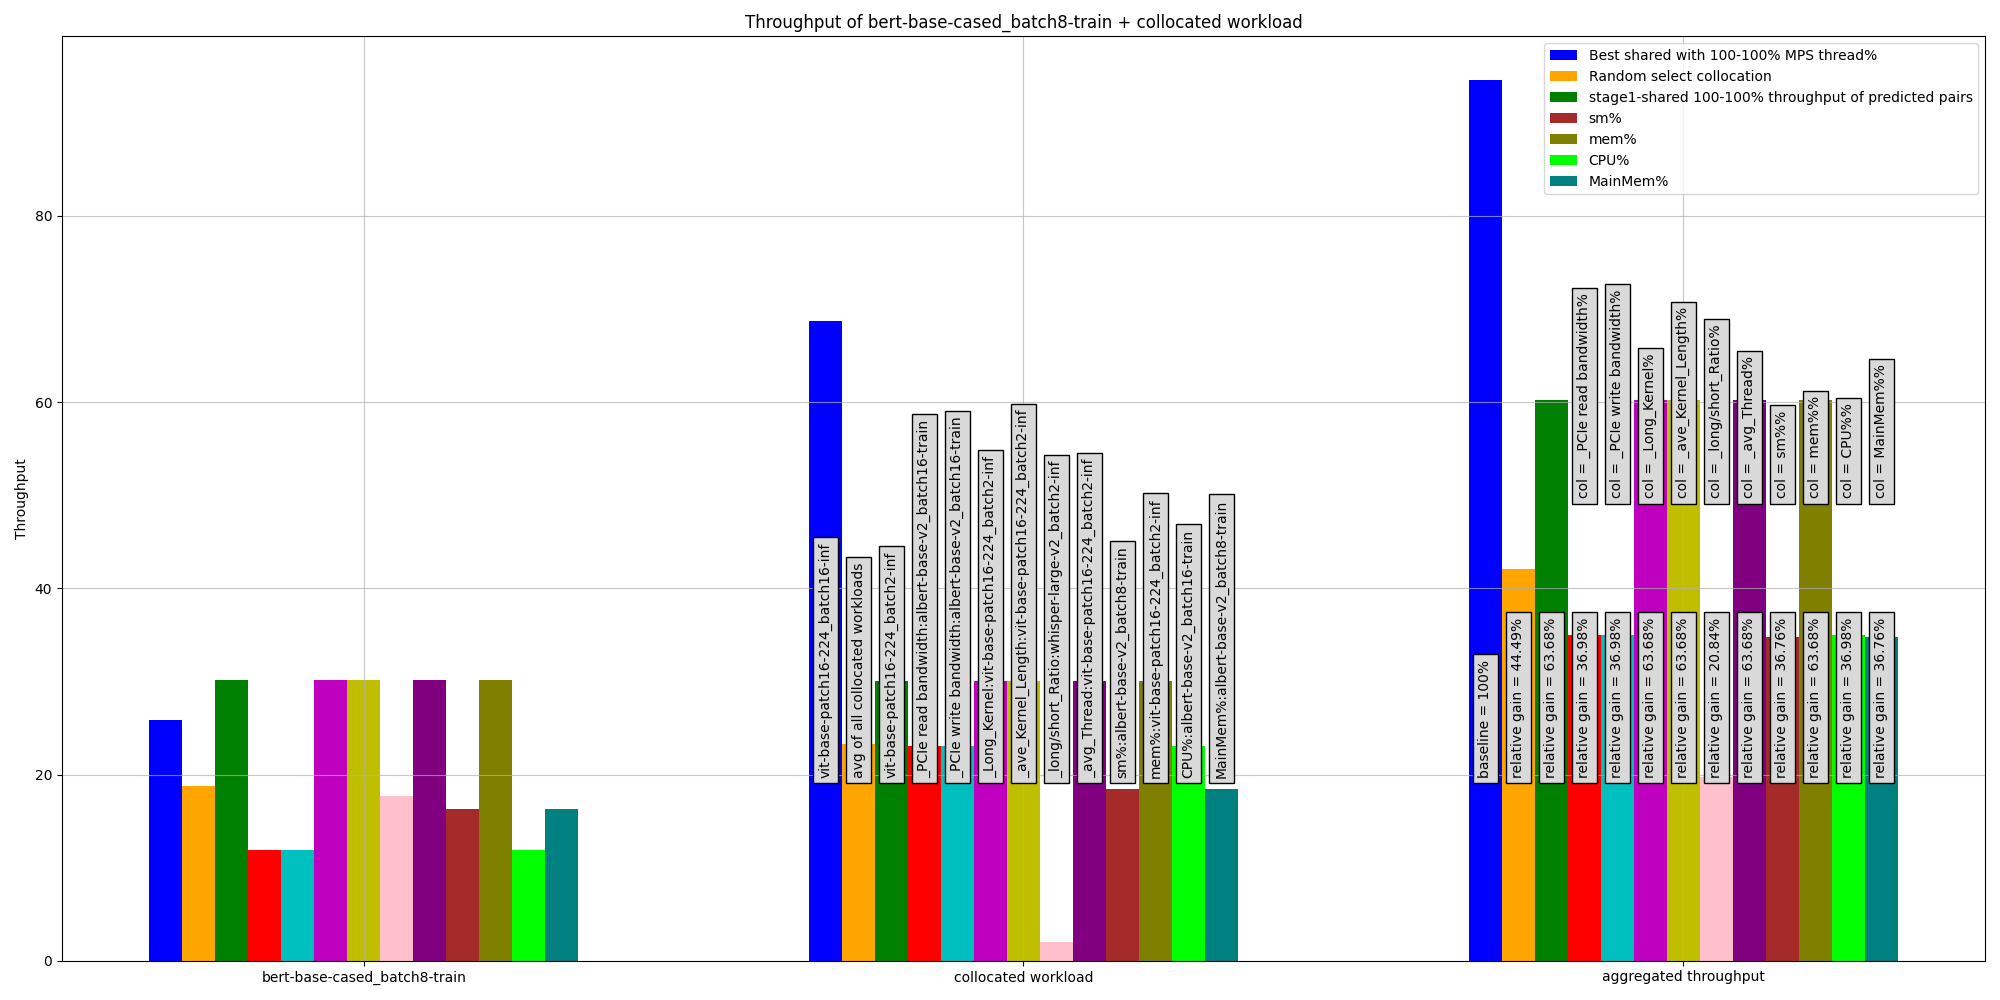 Throughput of bert-base-cased_batch8-train + collocated workload
Best shared with 100-100% MPS thread%
Random select collocation
stage1-shared 100-100% throughput of predicted pairs
sm%
mem%
CPU%
MainMem%
Throughput
80
60
40
20
0
vit-base-patch16-224_batch16-inf
avg of all collocated workloads
vit-base-patch16-224_batch2-inf
_PCIe read bandwidth:albert-base-v2_batch16-train
_PCIe write bandwidth:albert-base-v2_batch16-train
_Long_Kernel:vit-base-patch16-224_batch2-inf
_ave_Kernel_Length:vit-base-patch16-224_batch2-inf
_long/short_Ratio:whisper-large-v2_batch2-inf
_avg_Thread:vit-base-patch16-224_batch2-inf
sm%:albert-base-v2_batch8-train
mem%:vit-base-patch16-224_batch2-inf
CPU%:albert-base-v2_batch16-train
MainMem%:albert-base-v2_batch8-train
col = _PCIe read bandwidth%
col = _PCIe write bandwidth%
col = _Long_Kernel%
col = _ave_Kernel_Length%
col = _long/short_Ratio%
col = _avg_Thread%
col = sm%%
col = mem%%
col = CPU%%
col = MainMem%%
baseline = 100%
relative gain = 44.49%
relative gain = 63.68%
relative gain = 36.98%
relative gain = 36.98%
relative gain = 63.68%
relative gain = 63.68%
relative gain = 20.84%
relative gain = 63.68%
relative gain = 36.76%
relative gain = 63.68%
relative gain = 36.98%
relative gain = 36.76%
bert-base-cased_batch8-train
collocated workload
aggregated throughput